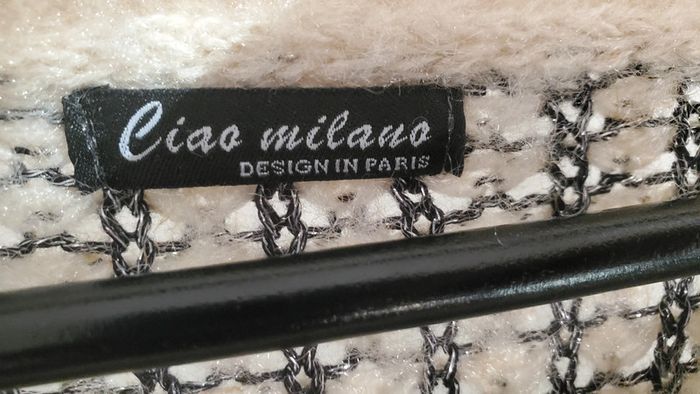 Ciao milano
DESIGN IN PARIS